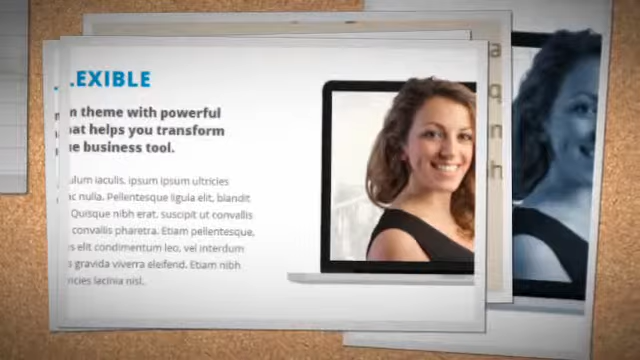 LEXIBLE
m theme with powerful
at helps you transform
e business tool.
ulum iaculis, ipsum ipsum ultricies
c nulla. Pellentesque ligula elit, blandit
Quisque nibh erat, suscipit ut convallis
convallis pharetra. Etiam pellentesque,
s elit condimentum leo, vel interdum
gravida viverra eleifend. Etiam nibh
ricies lacinia nisl.
a
q
n
h